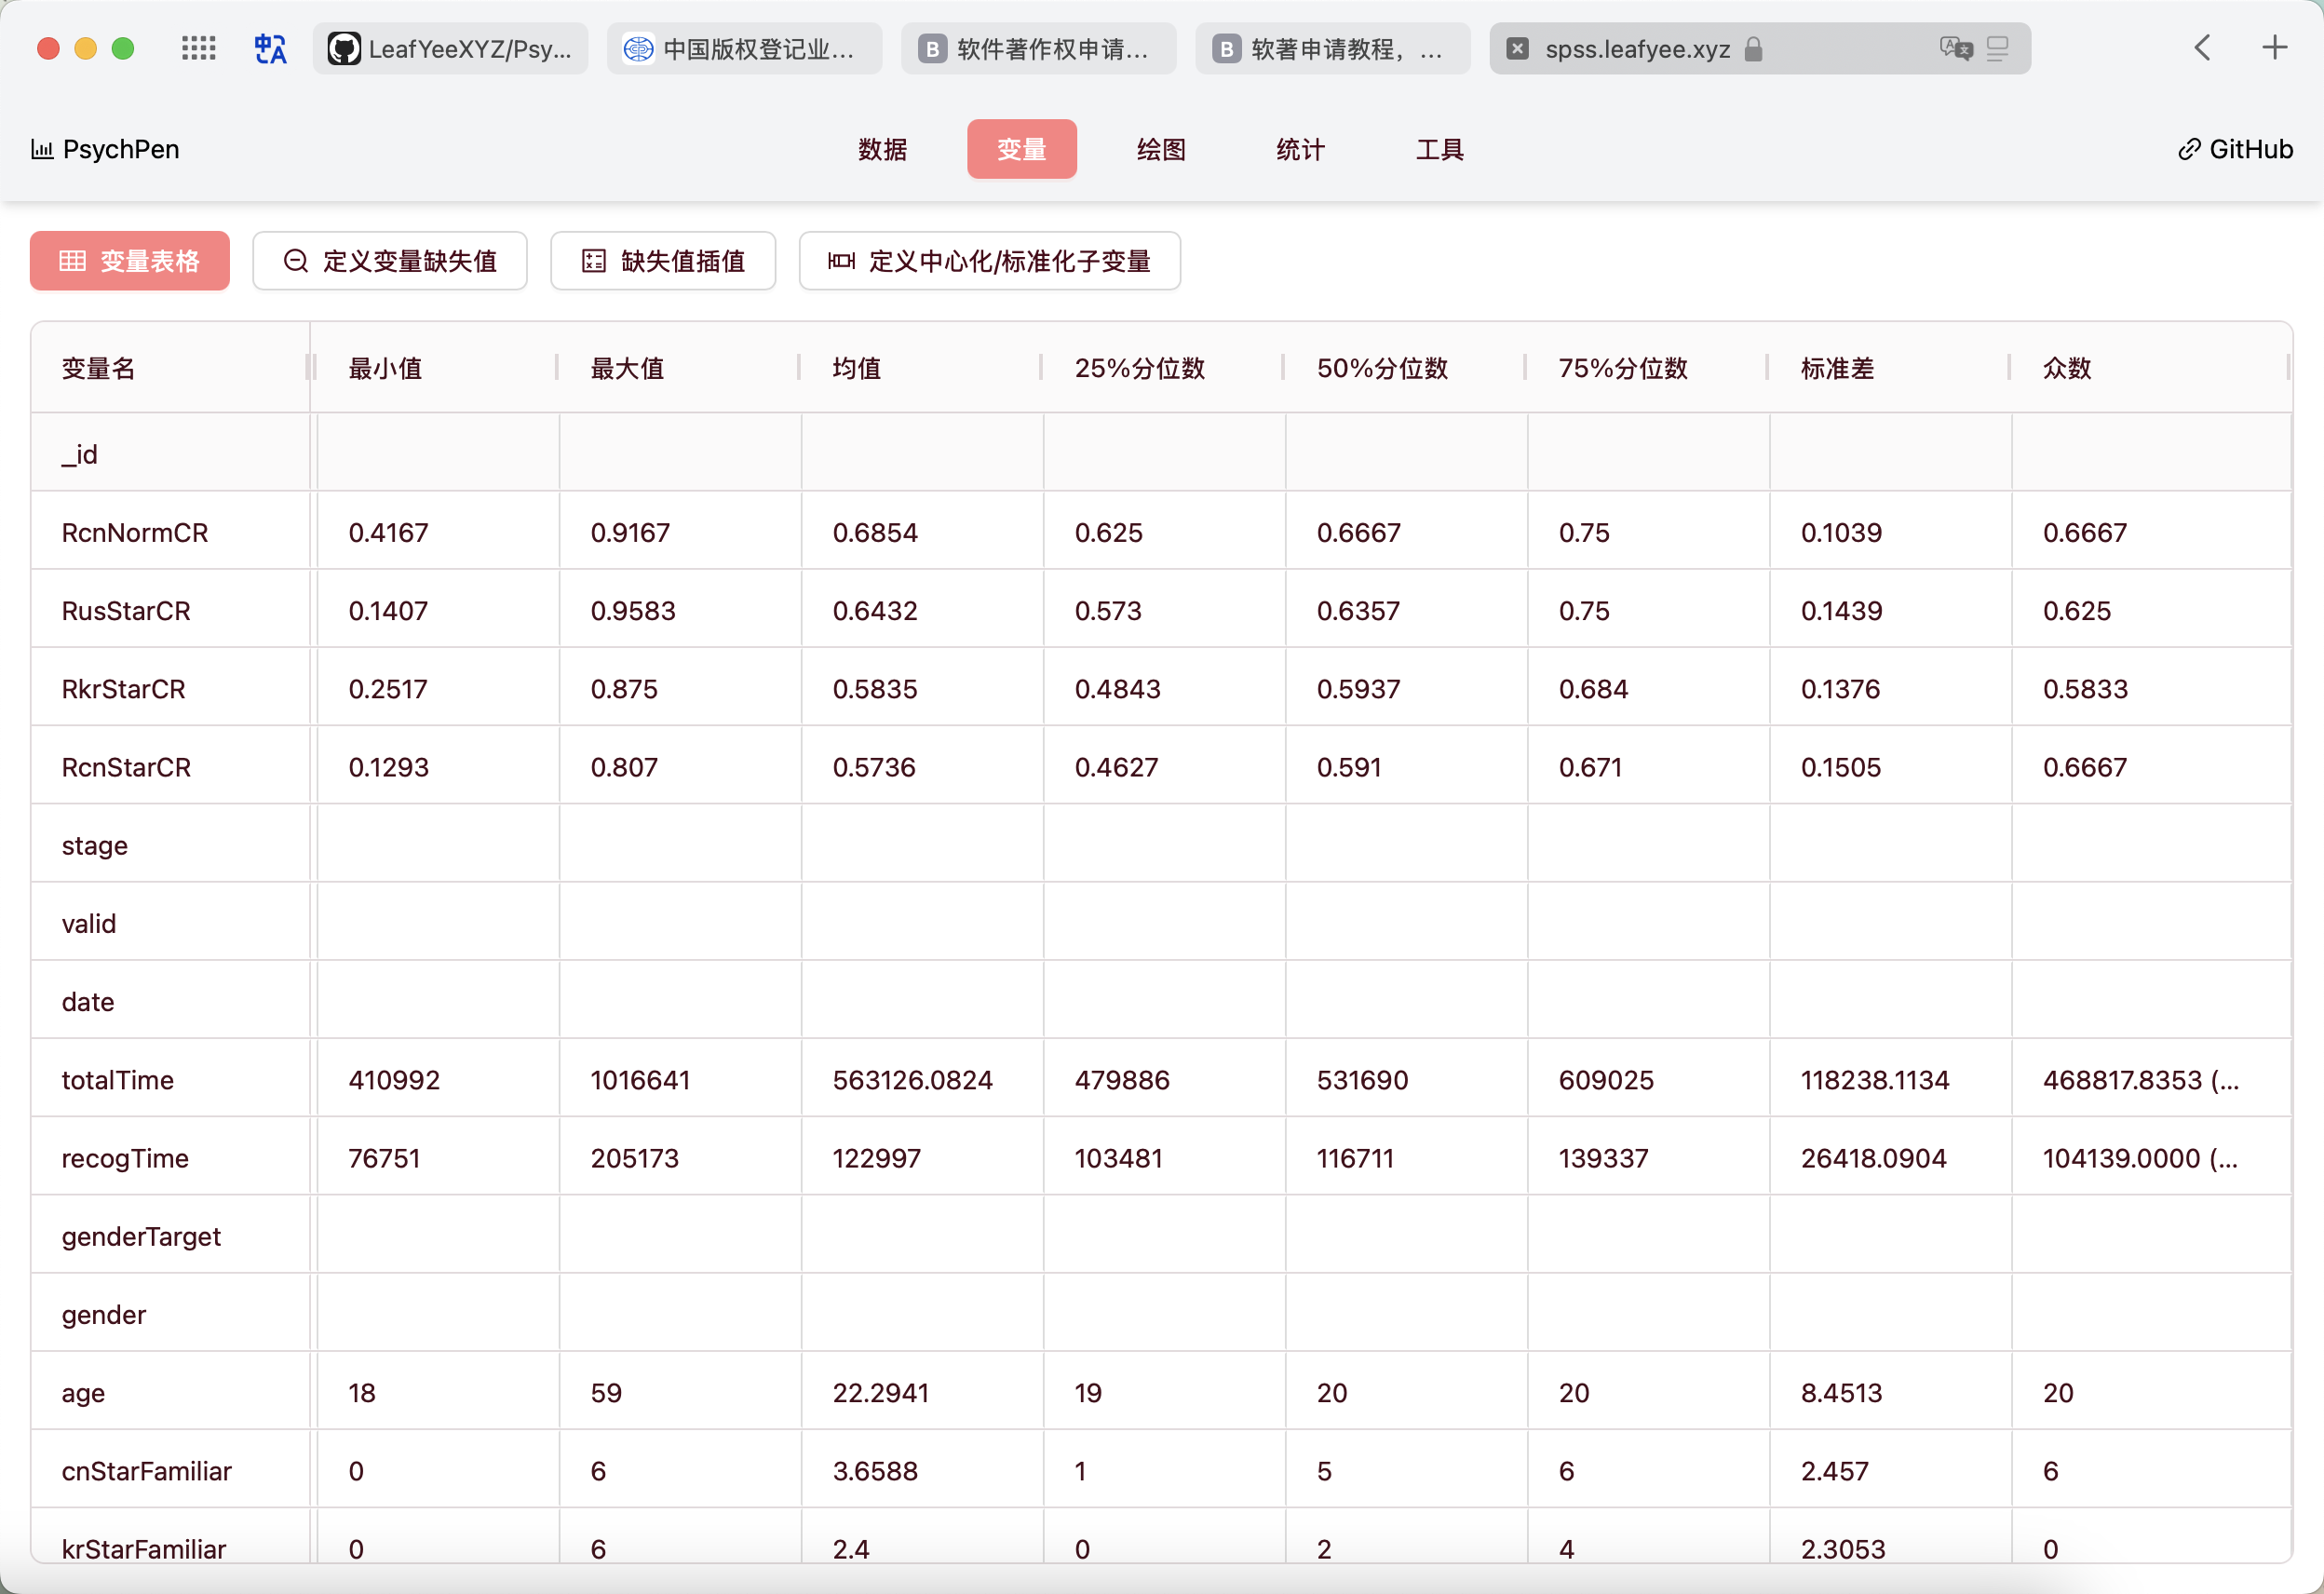 LeafYeeXYZ/Psy... 中国版权登记业... B 软件著作权申请... B 软著申请教程，... spss.leafyee.xyz
PsychPen 数据 变量 绘图 统计 工具 GitHub
变量表格 定义变量缺失值 缺失值插值 定义中心化/标准化子变量
变量名 最小值 最大值 均值 25%分位数 50%分位数 75%分位数 标准差 众数
_id
RcnNormCR 0.4167 0.9167 0.6854 0.625 0.6667 0.75 0.1039 0.6667
RusStarCR 0.1407 0.9583 0.6432 0.573 0.6357 0.75 0.1439 0.625
RkrStarCR 0.2517 0.875 0.5835 0.4843 0.5937 0.684 0.1376 0.5833
RcnStarCR 0.1293 0.807 0.5736 0.4627 0.591 0.671 0.1505 0.6667
stage
valid
date
totalTime 410992 1016641 563126.0824 479886 531690 609025 118238.1134 468817.8353 (...
recogTime 76751 205173 122997 103481 116711 139337 26418.0904 104139.0000 (...
genderTarget
gender
age 18 59 22.2941 19 20 20 8.4513 20
cnStarFamiliar 0 6 3.6588 1 5 6 2.457 6
krStarFamiliar 0 6 2.4 0 2 4 2.3053 0